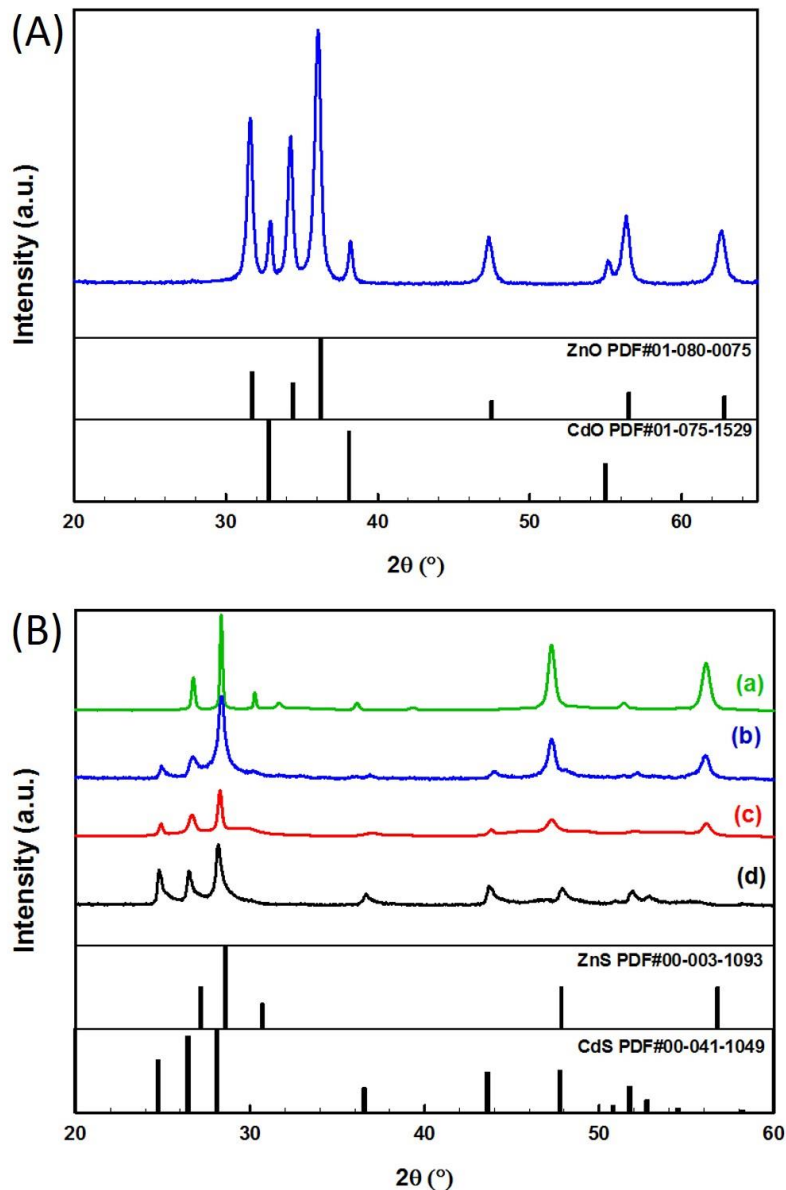 (A)
Intensity (a.u.)
ZnO PDF#01-080-0075
CdO PDF#01-075-1529
20 30 40 50 60
2θ (°)
(B)
(a)
(b)
(c)
(d)
Intensity (a.u.)
ZnS PDF#00-003-1093
CdS PDF#00-041-1049
20 30 40 50 60
2θ (°)